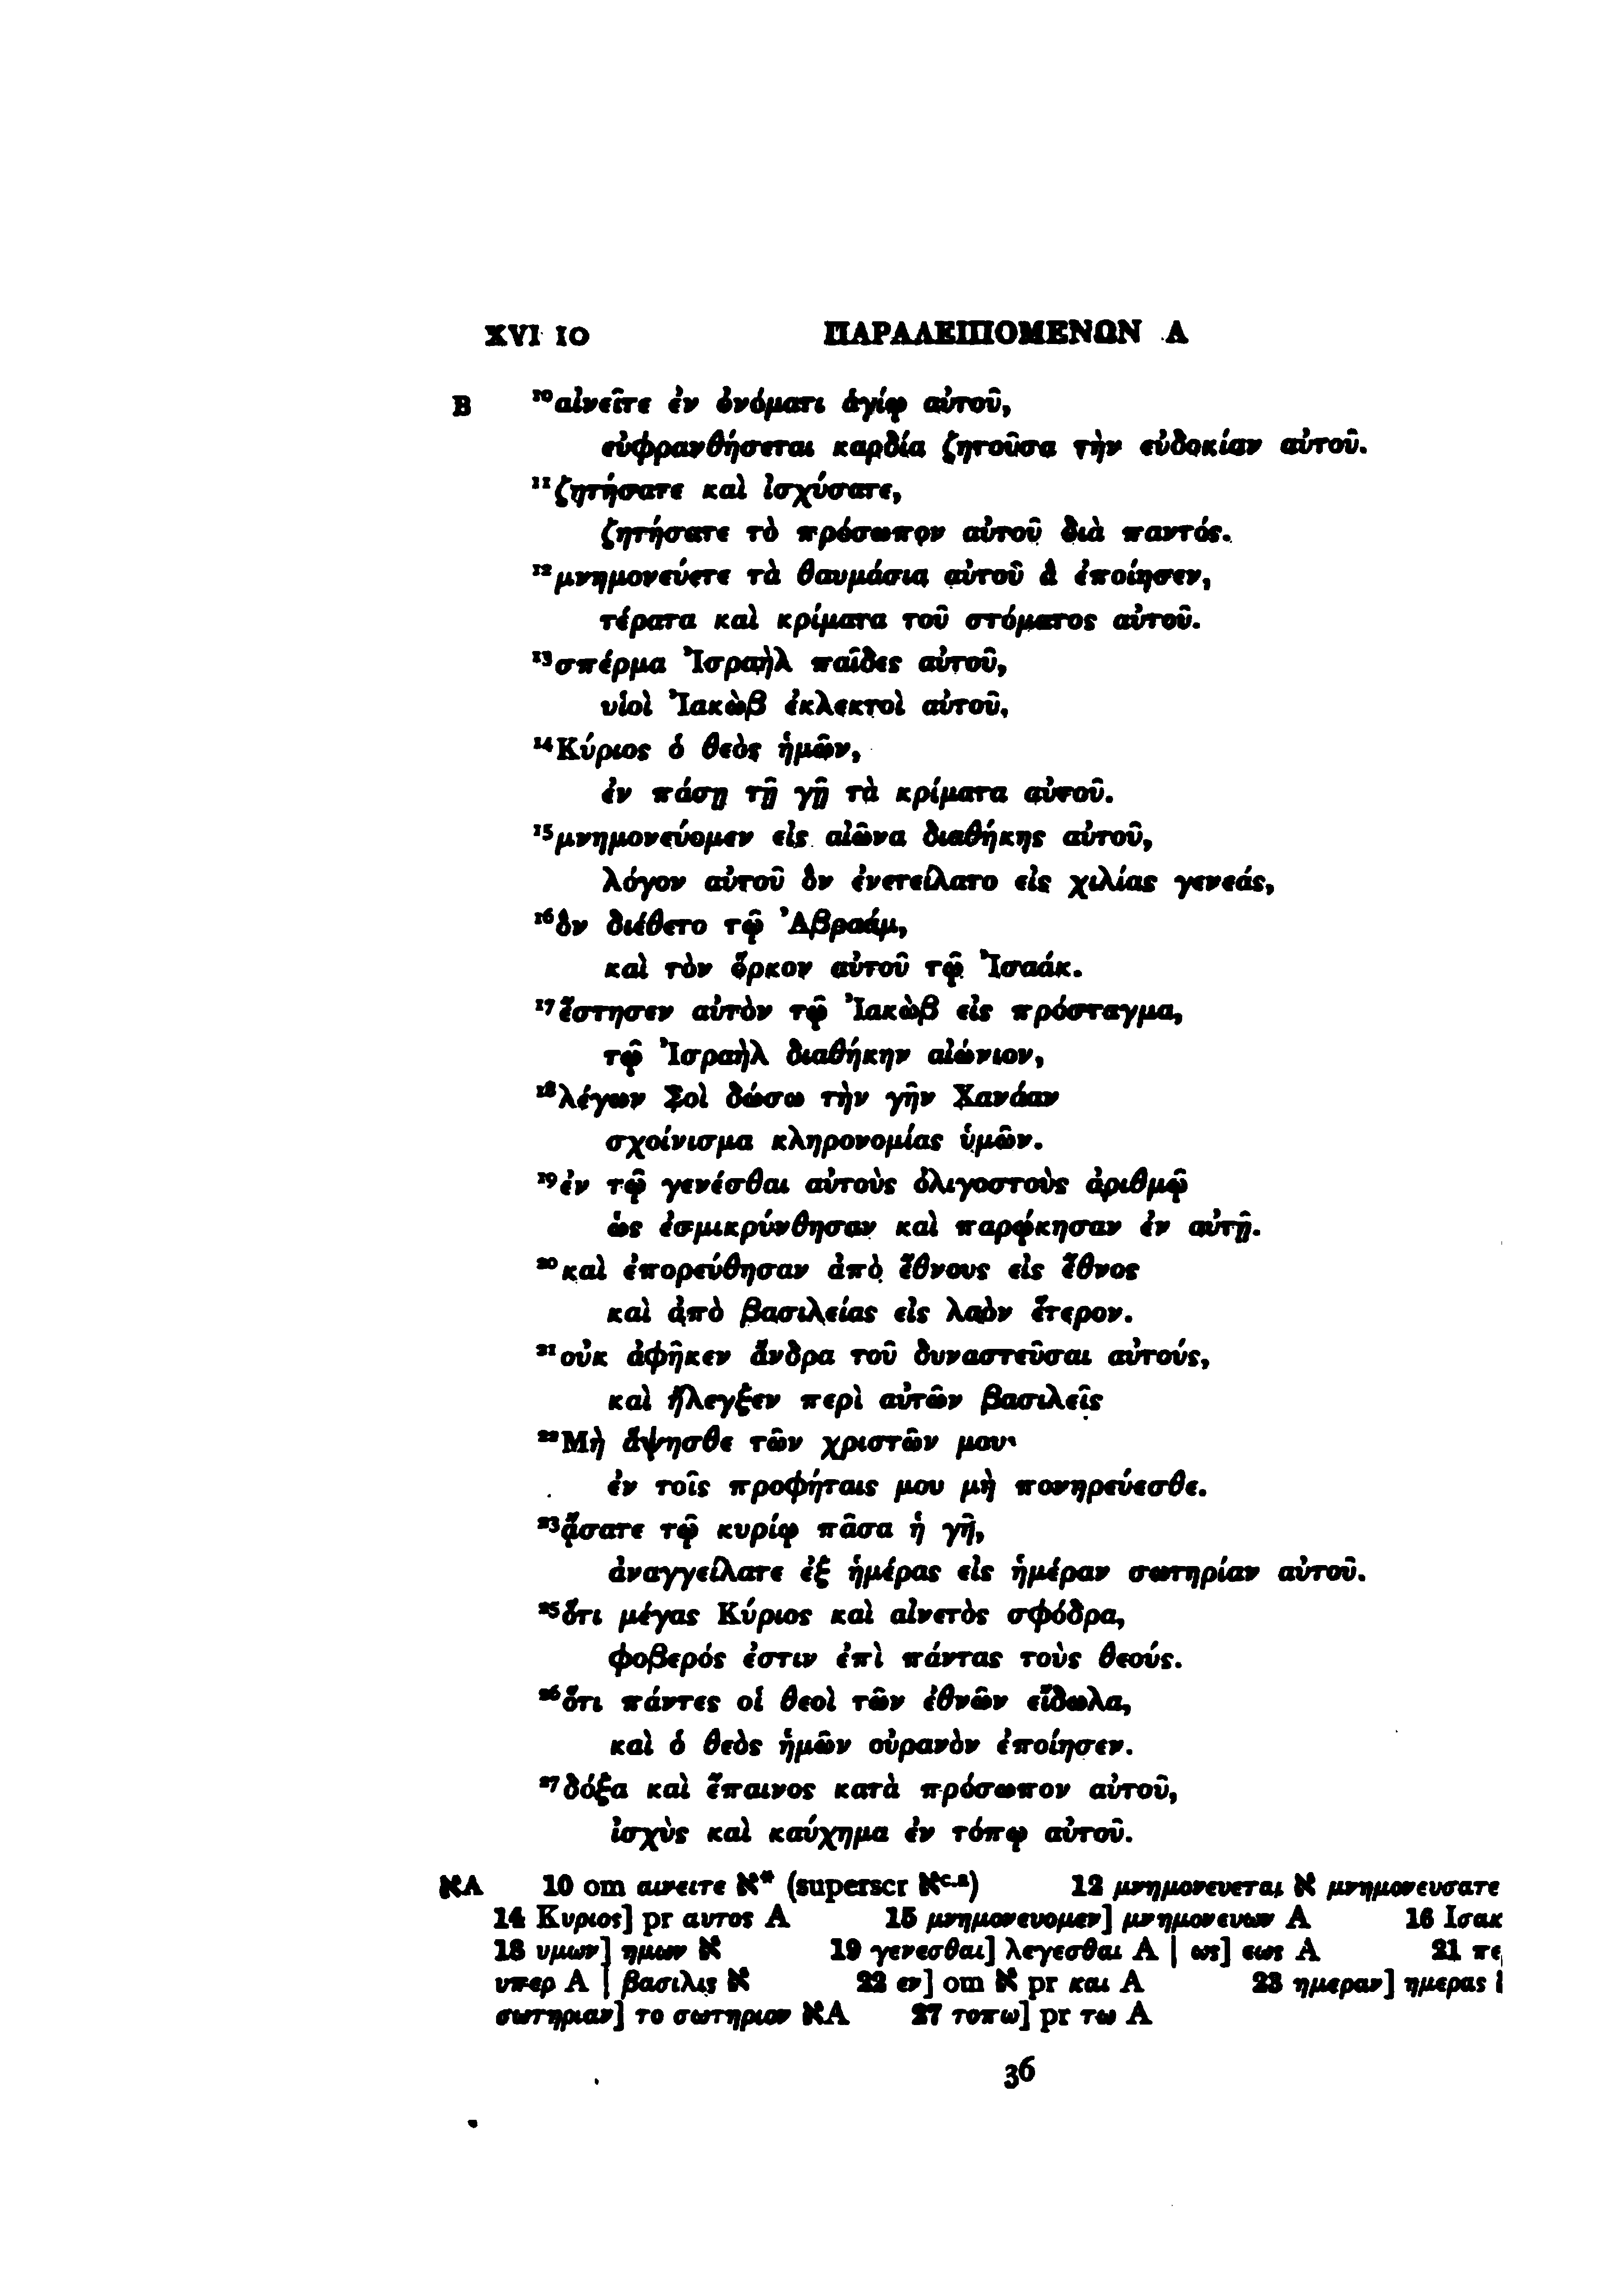 XVI 10 ΠΑΡΑΛΕΙΠΟΜΕΝΩΝ Α
B ¹⁰αἰνεῖτε ἐν ὀνόματι ἁγίῳ αὐτοῦ,
εὐφρανθήσεται καρδία ζητοῦσα τὴν εὐδοκίαν αὐτοῦ.
¹¹ζητήσατε καὶ ἰσχύσατε,
ζητήσατε τὸ πρόσωπον αὐτοῦ διὰ παντός.
¹²μνημονεύετε τὰ θαυμάσια αὐτοῦ ἃ ἐποίησεν,
τέρατα καὶ κρίματα τοῦ στόματος αὐτοῦ.
¹³σπέρμα Ἰσραὴλ παῖδες αὐτοῦ,
υἱοὶ Ἰακὼβ ἐκλεκτοὶ αὐτοῦ,
¹⁴Κύριος ὁ θεὸς ἡμῶν,
ἐν πάσῃ τῇ γῇ τὰ κρίματα αὐτοῦ.
¹⁵μνημονεύομεν εἰς αἰῶνα διαθήκης αὐτοῦ,
λόγον αὐτοῦ ὃν ἐνετείλατο εἰς χιλίας γενεάς,
¹⁶ὃν διέθετο τῷ Ἀβραάμ,
καὶ τὸν ὅρκον αὐτοῦ τῷ Ἰσαάκ.
¹⁷ἔστησεν αὐτὸν τῷ Ἰακὼβ εἰς πρόσταγμα,
τῷ Ἰσραὴλ διαθήκην αἰώνιον,
¹⁸λέγων Σοὶ δώσω τὴν γῆν Χανάαν
σχοίνισμα κληρονομίας ὑμῶν.
¹⁹ἐν τῷ γενέσθαι αὐτοὺς ὀλιγοστοὺς ἀριθμῷ
ὡς ἐσμικρύνθησαν καὶ παρῴκησαν ἐν αὐτῇ.
²⁰καὶ ἐπορεύθησαν ἀπὸ ἔθνους εἰς ἔθνος
καὶ ἀπὸ βασιλείας εἰς λαὸν ἕτερον.
²¹οὐκ ἀφῆκεν ἄνδρα τοῦ δυναστεῦσαι αὐτούς,
καὶ ἤλεγξεν περὶ αὐτῶν βασιλεῖς
²²Μὴ ἅψησθε τῶν χριστῶν μου·
ἐν τοῖς προφήταις μου μὴ πονηρεύεσθε.
²³ᾄσατε τῷ κυρίῳ πᾶσα ἡ γῆ,
ἀναγγείλατε ἐξ ἡμέρας εἰς ἡμέραν σωτηρίαν αὐτοῦ.
²⁵ὅτι μέγας Κύριος καὶ αἰνετὸς σφόδρα,
φοβερός ἐστιν ἐπὶ πάντας τοὺς θεούς.
²⁶ὅτι πάντες οἱ θεοὶ τῶν ἐθνῶν εἴδωλα,
καὶ ὁ θεὸς ἡμῶν οὐρανὸν ἐποίησεν.
²⁷δόξα καὶ ἔπαινος κατὰ πρόσωπον αὐτοῦ,
ἰσχὺς καὶ καύχημα ἐν τόπῳ αὐτοῦ.
אA 10 om αινειτε א* (superscr אc.a) 12 μνημονευεται א μνημονευσατε
14 Κυριος] pr αυτος A 15 μνημονευομεν] μνημονευων A 16 Ισακ
18 υμων] ημων א 19 γενεσθαι] λεγεσθαι A | ως] εως A 21 πε
υπερ A | βασιλις א 22 εν] om א pr και A 23 ημεραν] ημερας
σωτηριαν] το σωτηριον אA 27 τοπω] pr τω A
36